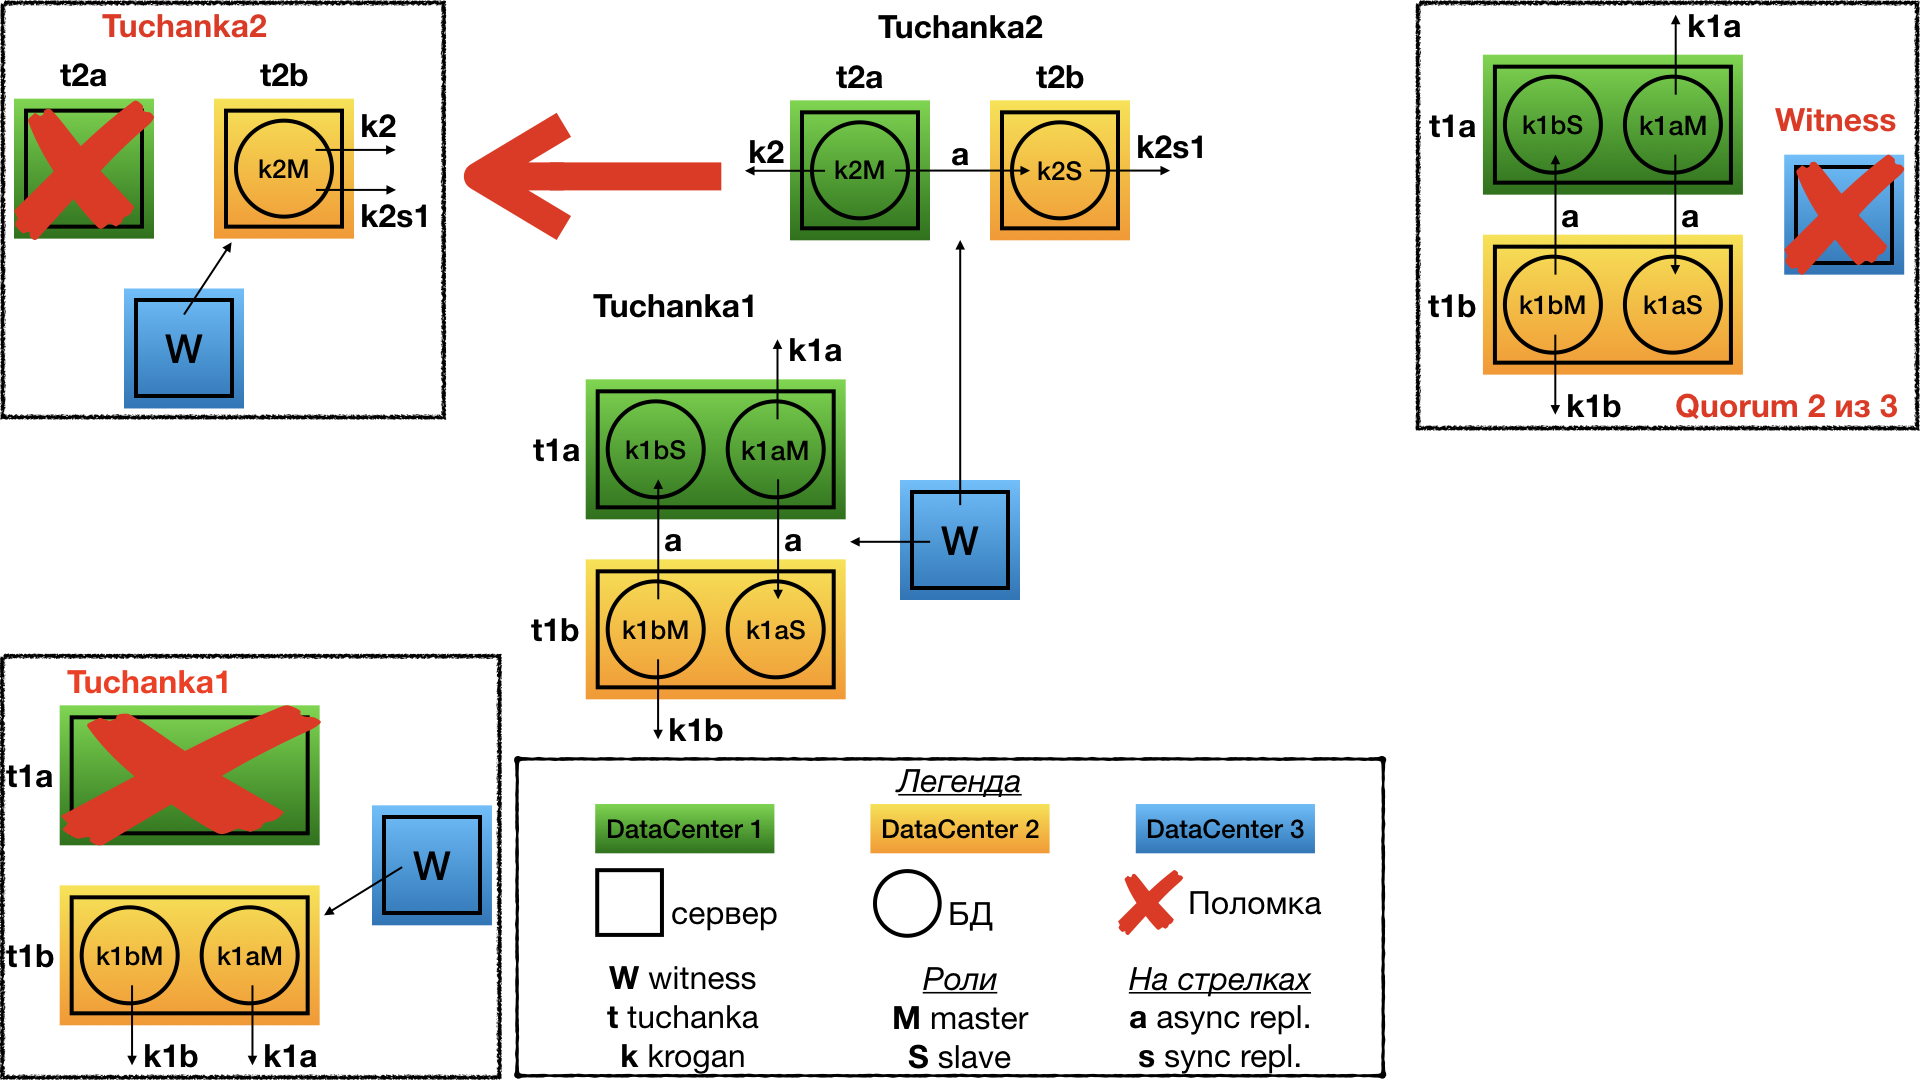 Tuchanka2
t2a
t2b
k2M
k2
k2s1
W
Tuchanka2
t2a
t2b
k2
k2M
a
k2S
k2s1
k1a
t1a
k1bS
k1aM
Witness
a
a
t1b
k1bM
k1aS
k1b
Quorum 2 из 3
Tuchanka1
k1a
t1a
k1bS
k1aM
a
a
W
t1b
k1bM
k1aS
k1b
Tuchanka1
t1a
W
t1b
k1bM
k1aM
k1b
k1a
Легенда
DataCenter 1
DataCenter 2
DataCenter 3
сервер
БД
Поломка
W witness
Роли
На стрелках
t tuchanka
M master
a async repl.
k krogan
S slave
s sync repl.